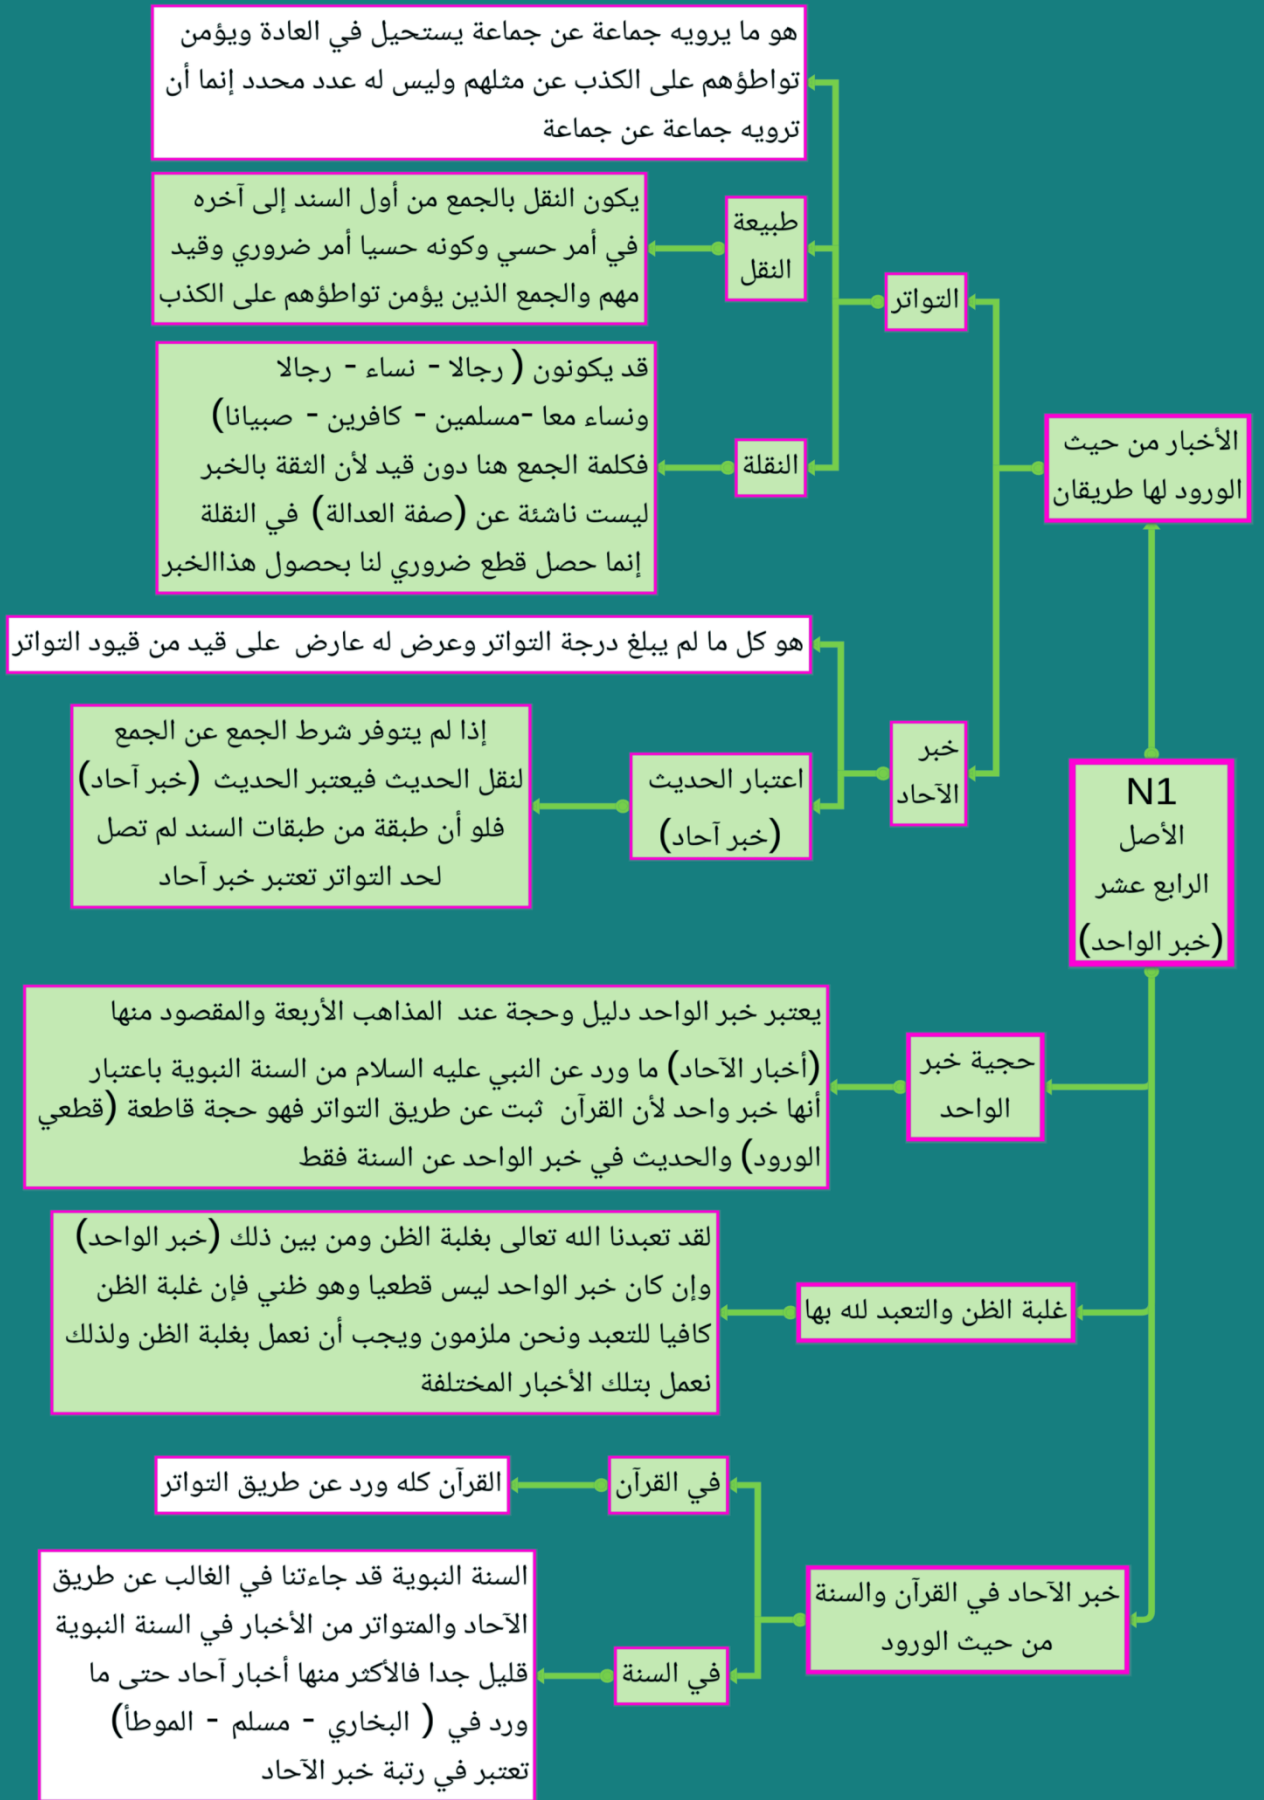 N1
الأصل
الرابع عشر
(خبر الواحد)
الأخبار من حيث
الورود لها طريقان
التواتر
هو ما يرويه جماعة عن جماعة يستحيل في العادة ويؤمن
تواطؤهم على الكذب عن مثلهم وليس له عدد محدد إنما أن
ترويه جماعة عن جماعة
طبيعة
النقل
يكون النقل بالجمع من أول السند إلى آخره
في أمر حسي وكونه حسيا أمر ضروري وقيد
مهم والجمع الذين يؤمن تواطؤهم على الكذب
النقلة
قد يكونون ( رجالا - نساء - رجالا
ونساء معا -مسلمين - كافرين - صبيانا)
فكلمة الجمع هنا دون قيد لأن الثقة بالخبر
ليست ناشئة عن (صفة العدالة) في النقلة
إنما حصل قطع ضروري لنا بحصول هذاالخبر
خبر
الآحاد
هو كل ما لم يبلغ درجة التواتر وعرض له عارض على قيد من قيود التواتر
اعتبار الحديث
(خبر آحاد)
إذا لم يتوفر شرط الجمع عن الجمع
لنقل الحديث فيعتبر الحديث (خبر آحاد)
فلو أن طبقة من طبقات السند لم تصل
لحد التواتر تعتبر خبر آحاد
حجية خبر
الواحد
يعتبر خبر الواحد دليل وحجة عند المذاهب الأربعة والمقصود منها
(أخبار الآحاد) ما ورد عن النبي عليه السلام من السنة النبوية باعتبار
أنها خبر واحد لأن القرآن ثبت عن طريق التواتر فهو حجة قاطعة (قطعي
الورود) والحديث في خبر الواحد عن السنة فقط
غلبة الظن والتعبد لله بها
لقد تعبدنا الله تعالى بغلبة الظن ومن بين ذلك (خبر الواحد)
وإن كان خبر الواحد ليس قطعيا وهو ظني فإن غلبة الظن
كافيا للتعبد ونحن ملزمون ويجب أن نعمل بغلبة الظن ولذلك
نعمل بتلك الأخبار المختلفة
خبر الآحاد في القرآن والسنة
من حيث الورود
في القرآن
القرآن كله ورد عن طريق التواتر
في السنة
السنة النبوية قد جاءتنا في الغالب عن طريق
الآحاد والمتواتر من الأخبار في السنة النبوية
قليل جدا فالأكثر منها أخبار آحاد حتى ما
ورد في ( البخاري - مسلم - الموطأ)
تعتبر في رتبة خبر الآحاد